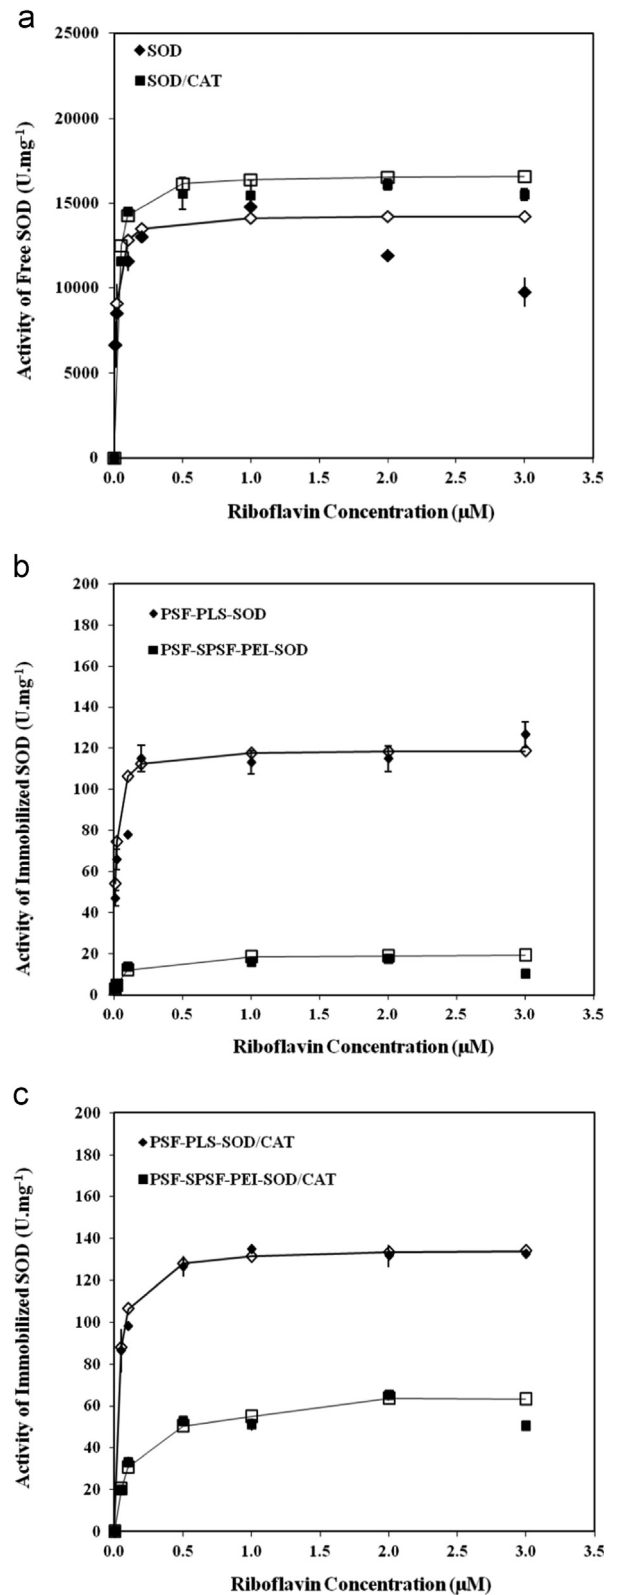 a
25000
20000
15000
10000
5000
0
Activity of Free SOD (U.mg⁻¹)
SOD
SOD/CAT
0.0 0.5 1.0 1.5 2.0 2.5 3.0 3.5
Riboflavin Concentration (μM)
b
200
180
160
140
120
100
80
60
40
20
0
Activity of Immobilized SOD (U.mg⁻¹)
PSF-PLS-SOD
PSF-SPSF-PEI-SOD
0.0 0.5 1.0 1.5 2.0 2.5 3.0 3.5
Riboflavin Concentration (μM)
c
200
180
160
140
120
100
80
60
40
20
0
Activity of Immobilized SOD (U.mg⁻¹)
PSF-PLS-SOD/CAT
PSF-SPSF-PEI-SOD/CAT
0.0 0.5 1.0 1.5 2.0 2.5 3.0 3.5
Riboflavin Concentration (μM)